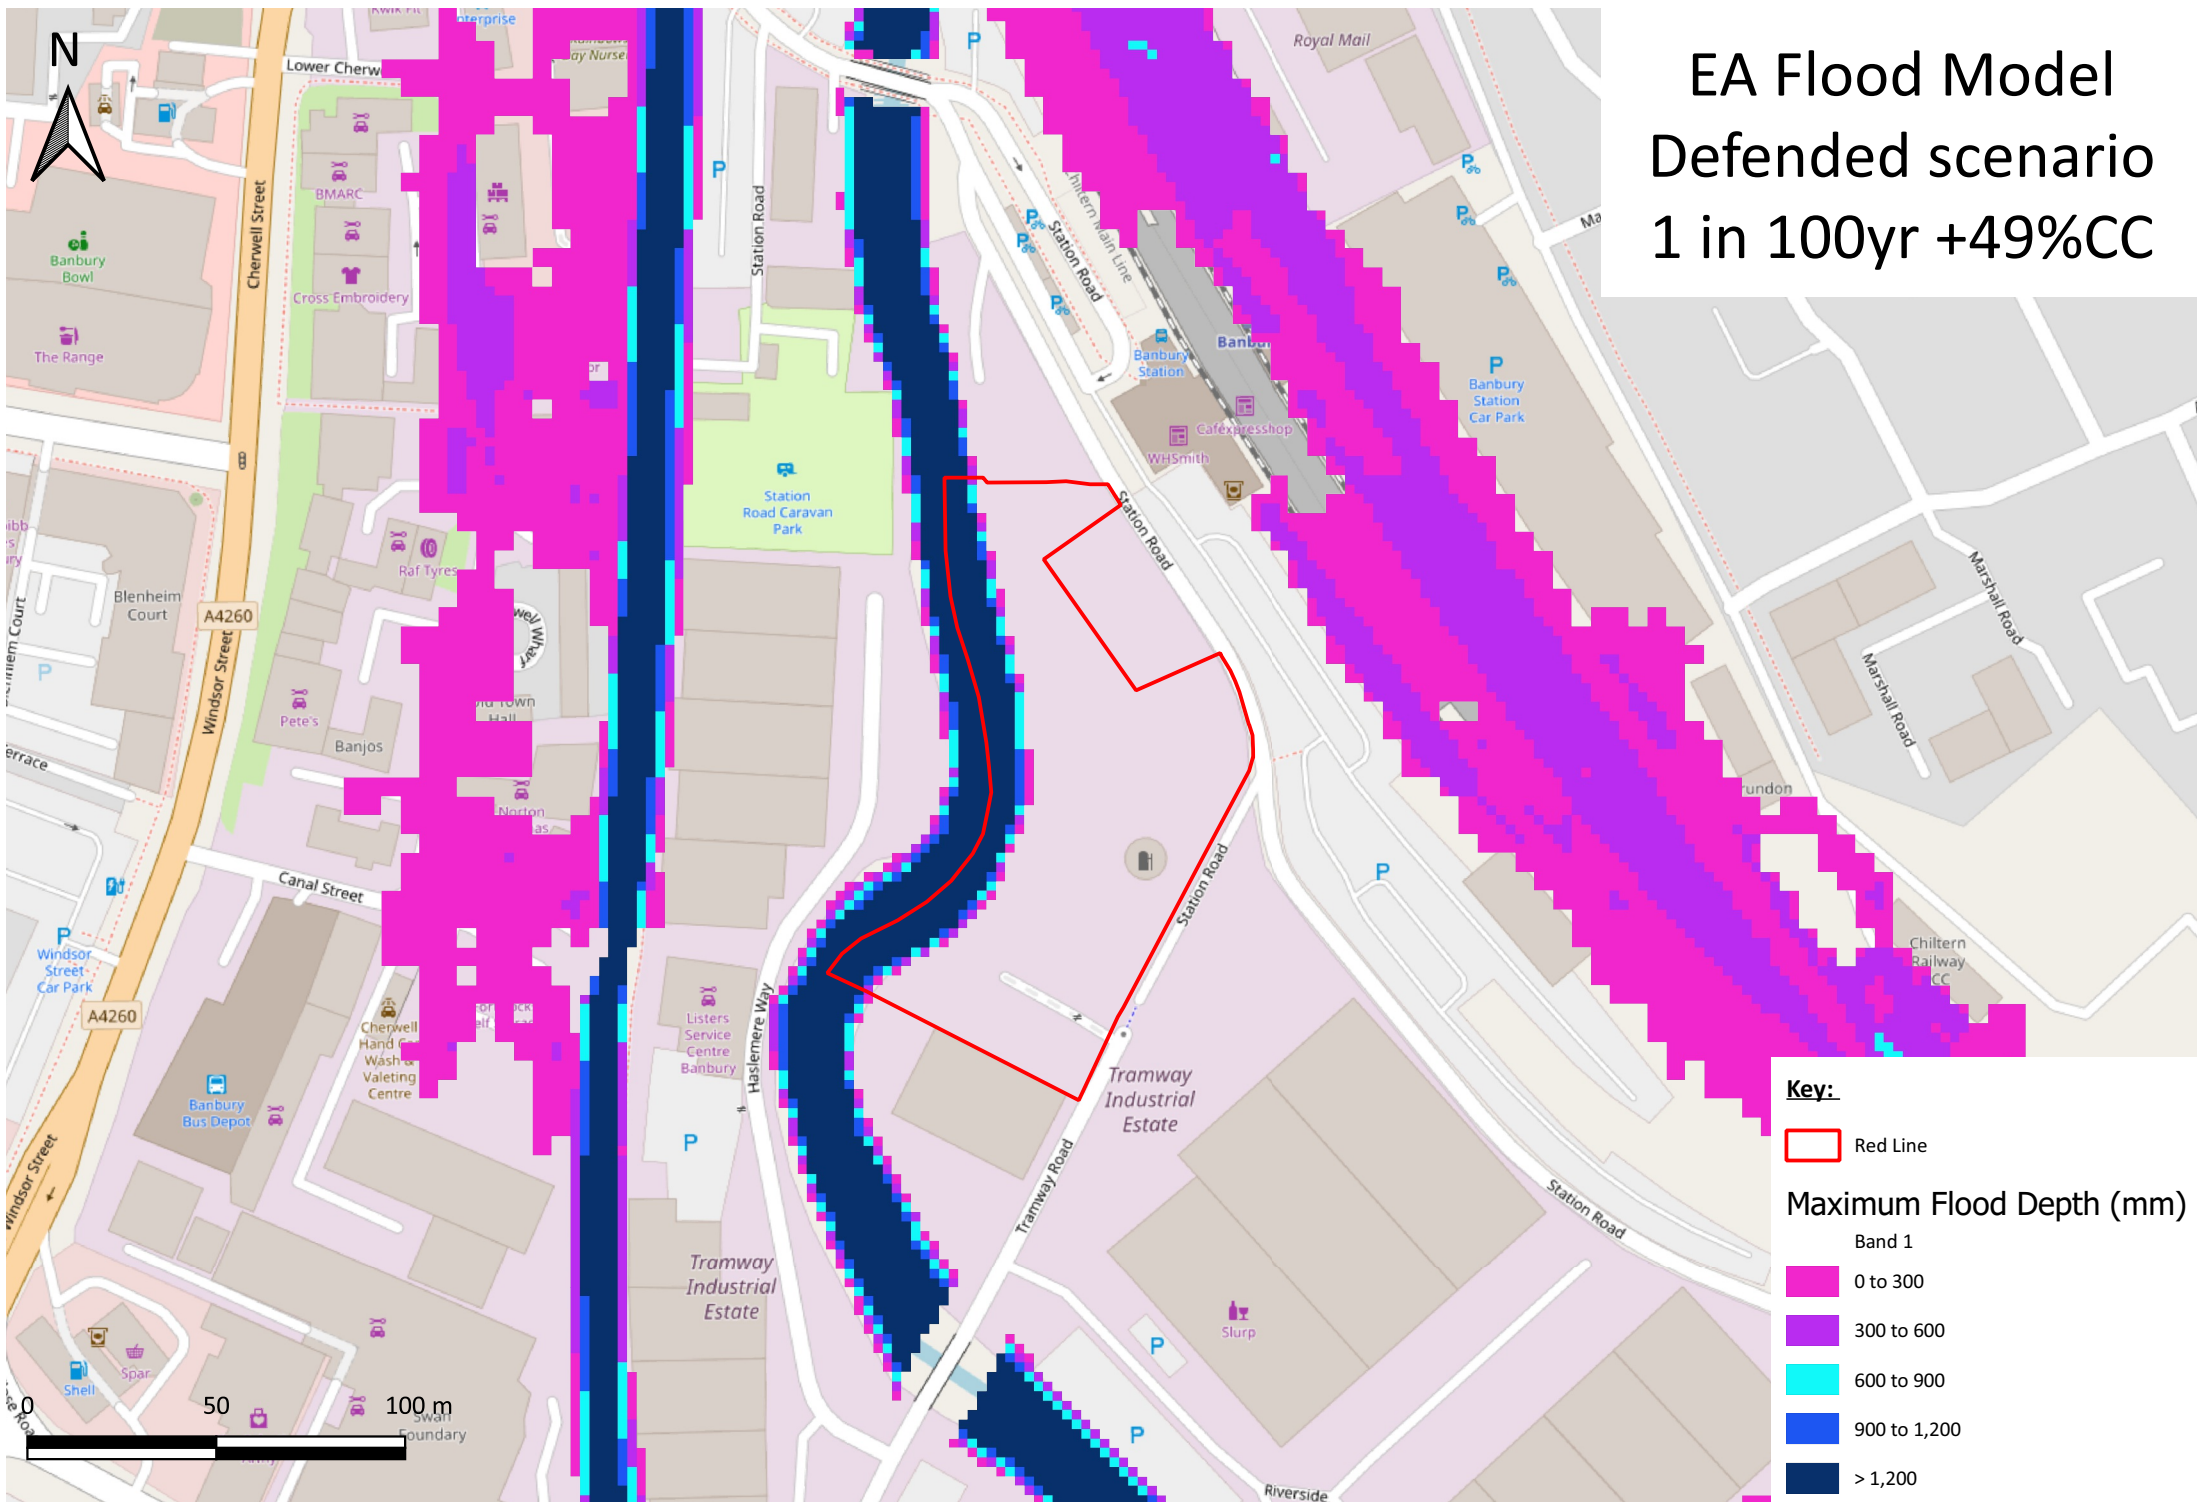 EA Flood Model
Defended scenario
1 in 100yr +49%CC
N
Kwik Fit
Royal Mail
Lower Cherw
BMARC
Cross Embroidery
Banbury
Bowl
The Range
Cherwell Street
Station Road
Station Road
Chiltern Main Line
P
P
Banbury
Station
Cafexpresshop
WHSmith
P
Banbury
Station
Car Park
Station
Road Caravan
Park
Station Road
Raf Tyres
Blenheim
Court
A4260
Windsor Street
P
Pete's
Banjos
Hall
Norton
Marshall Road
Marshall Road
Canal Street
P
Windsor
Street
Car Park
A4260
Station Road
P
Chiltern
Railway
CC
Listers
Service
Centre
Banbury
Haslemere Way
Cherwell
Wash &
Valeting
Centre
Banbury
Bus Depot
P
Tramway
Industrial
Estate
Tramway Road
Station Road
Windsor Street
Tramway
Industrial
Estate
Slurp
P
P
Spar
Shell
Swan
Foundary
Riverside
0 50 100 m
Key:
Red Line
Maximum Flood Depth (mm)
Band 1
0 to 300
300 to 600
600 to 900
900 to 1,200
> 1,200